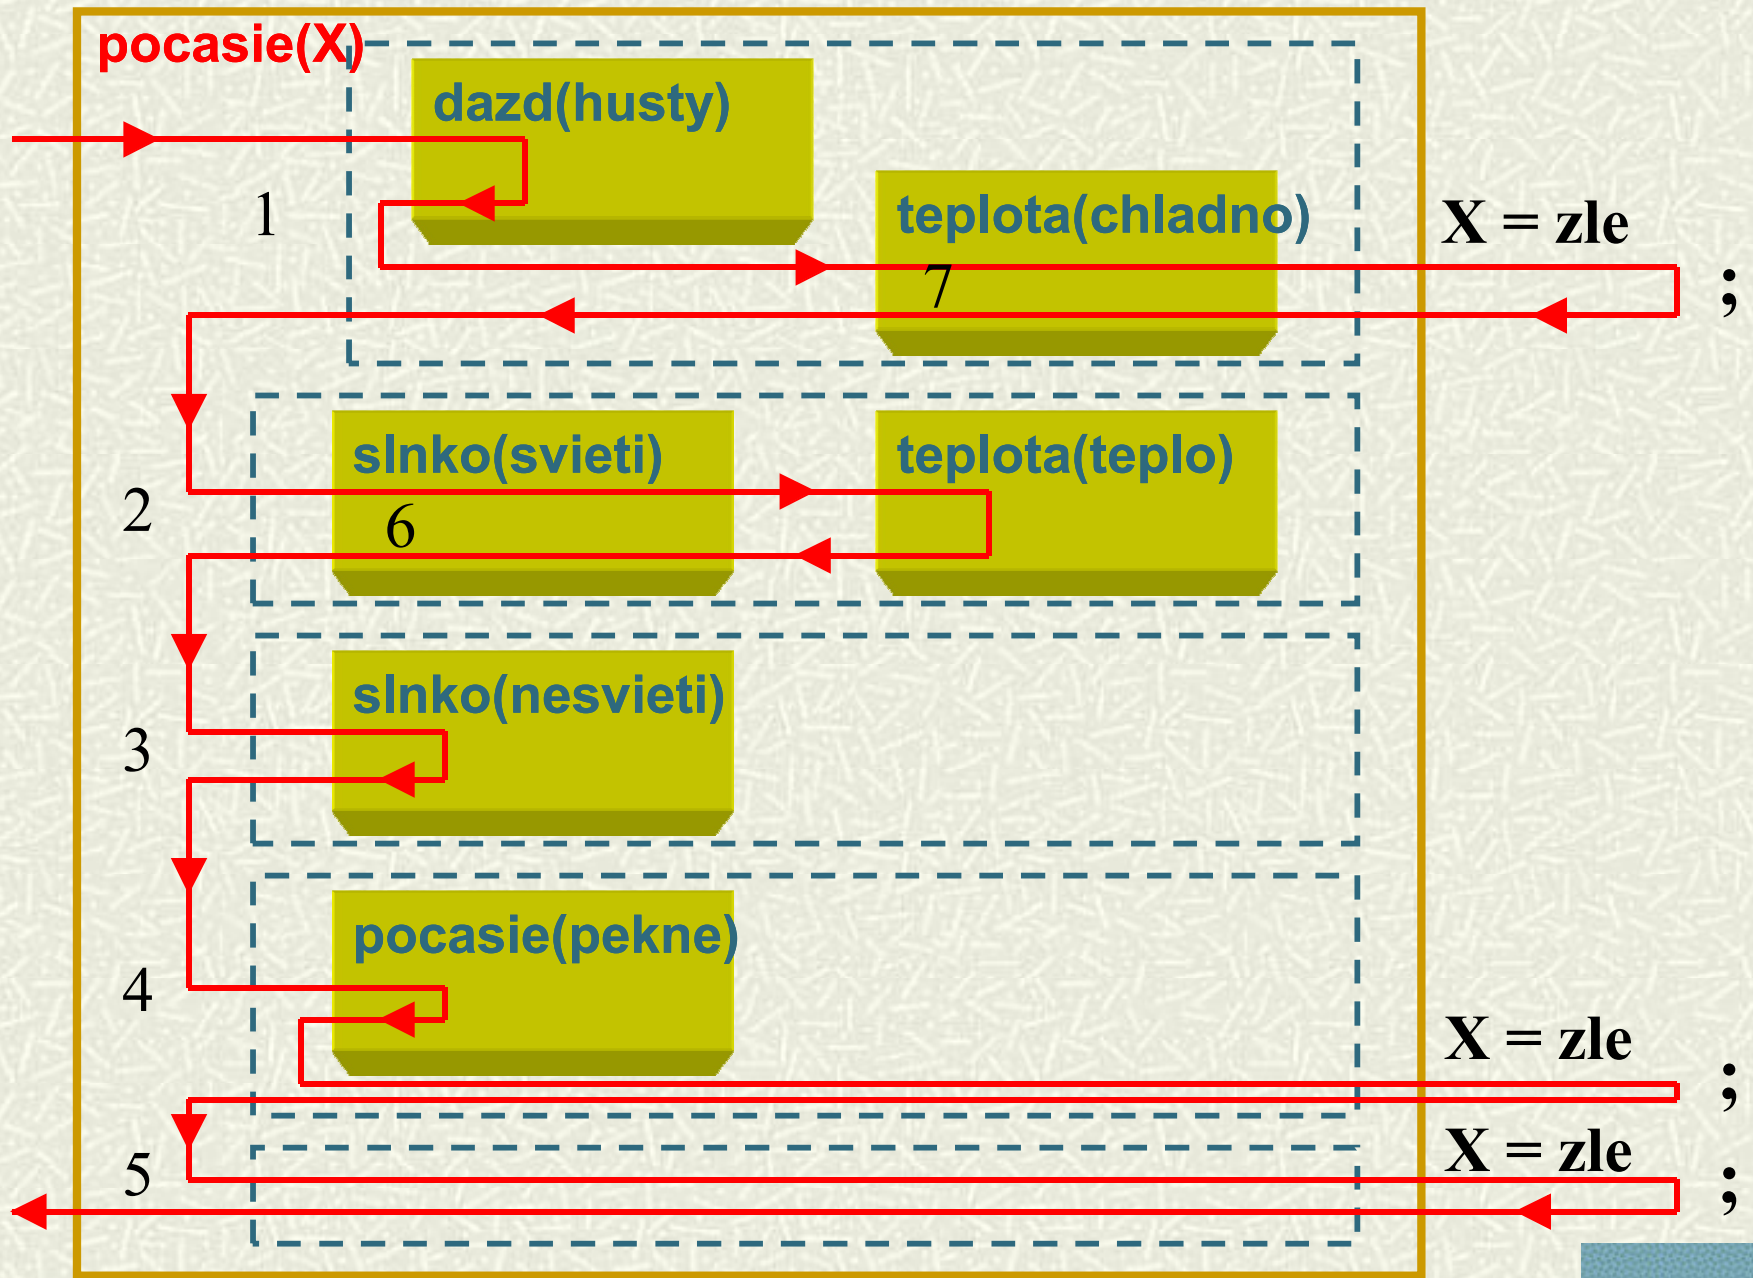 pocasie(X)
dazd(husty)
1
teplota(chladno)
X = zle
7
;
slnko(svieti)
teplota(teplo)
2
6
slnko(nesvieti)
3
pocasie(pekne)
4
X = zle
;
X = zle
5
;